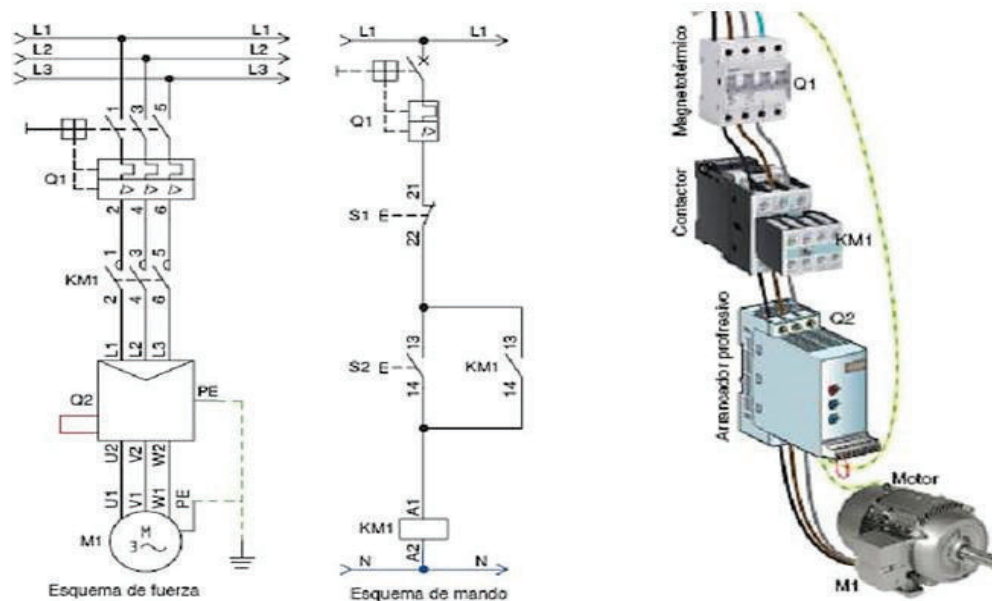 L1 L1
L2 L2
L3 L3
1 3 5
Q1
2 4 6
1 3 5
KM1
2 4 6
L1 L2 L3
Q2
PE
U2 V2 W2
U1 V1 W1
PE
M1
M
3
Esquema de fuerza
L1 L1
Q1
21
S1 E
22
13 13
S2 E KM1
14 14
A1
KM1
A2
N N
Esquema de mando
Magnetotérmico
Q1
Contactor
KM1
Arrancador profresivo
Q2
Motor
M1